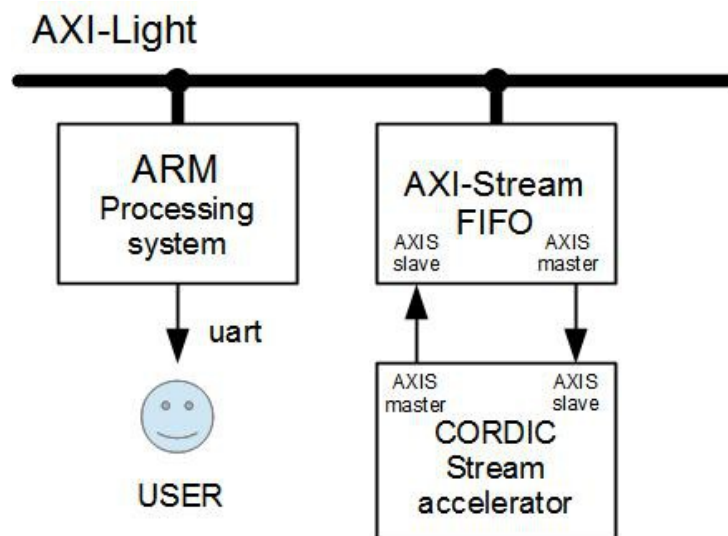 AXI-Light
ARM
Processing
system
uart
USER
AXI-Stream
FIFO
AXIS
slave
AXIS
master
AXIS
master
AXIS
slave
CORDIC
Stream
accelerator